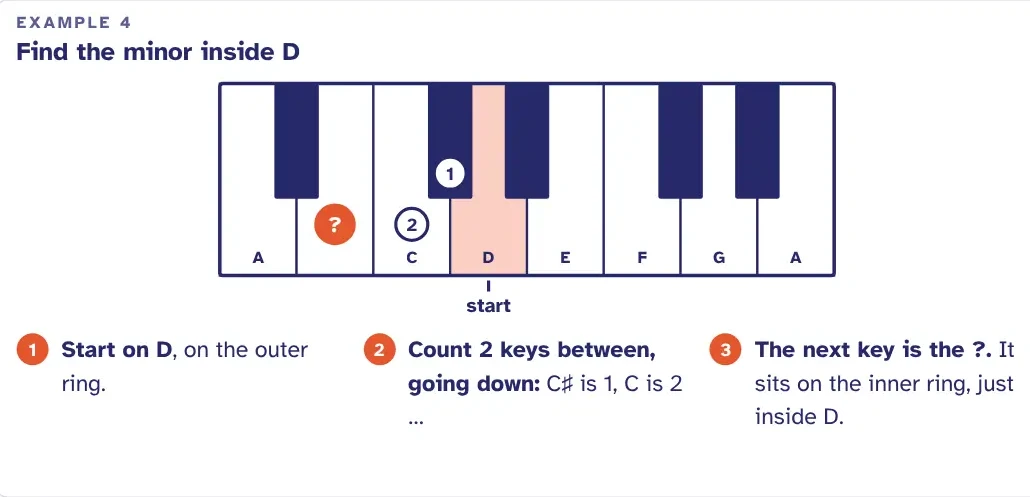 EXAMPLE 4
Find the minor inside D
1
?
2
A
C
D
E
F
G
A
start
1
Start on D, on the outer
ring.
2
Count 2 keys between,
going down: C♯ is 1, C is 2
...
3
The next key is the ?. It
sits on the inner ring, just
inside D.